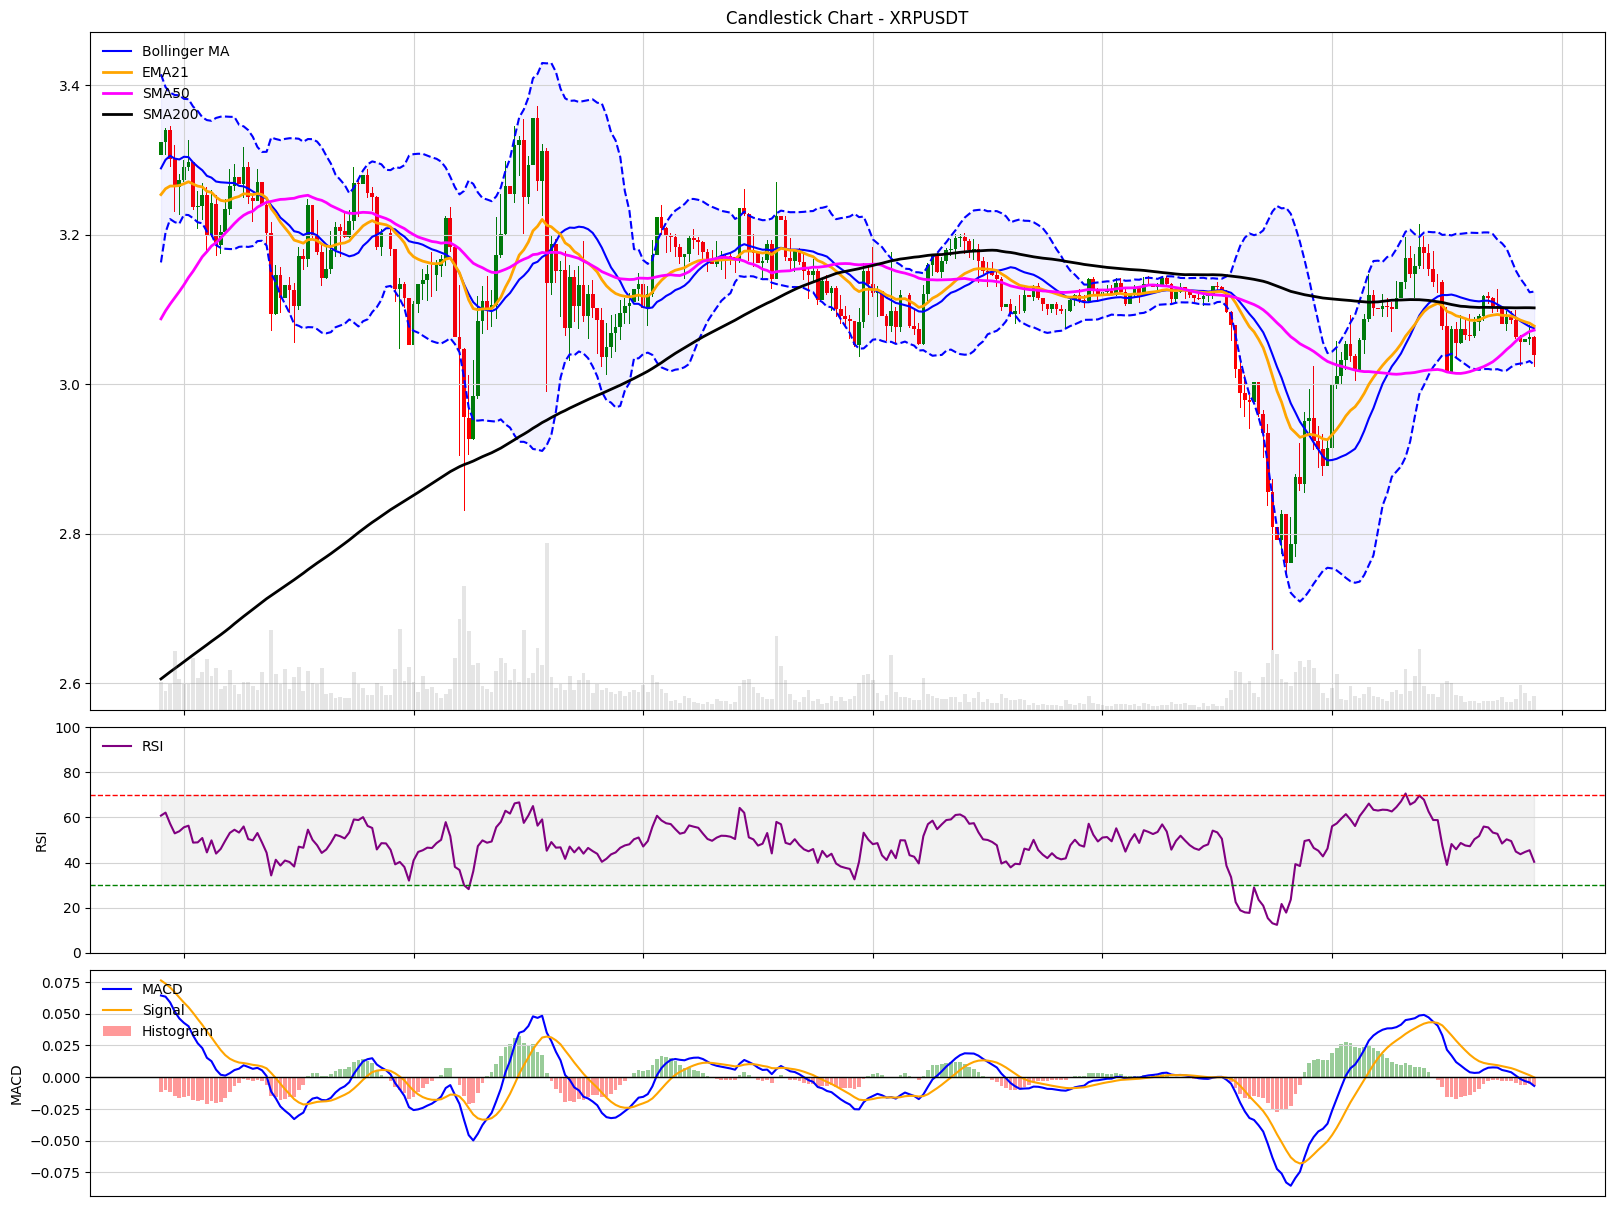 Candlestick Chart - XRPUSDT
Bollinger MA
EMA21
SMA50
SMA200
3.4
3.2
3.0
2.8
2.6
100
80
60
40
20
0
RSI
RSI
0.075
0.050
0.025
0.000
−0.025
−0.050
−0.075
MACD
MACD
Signal
Histogram